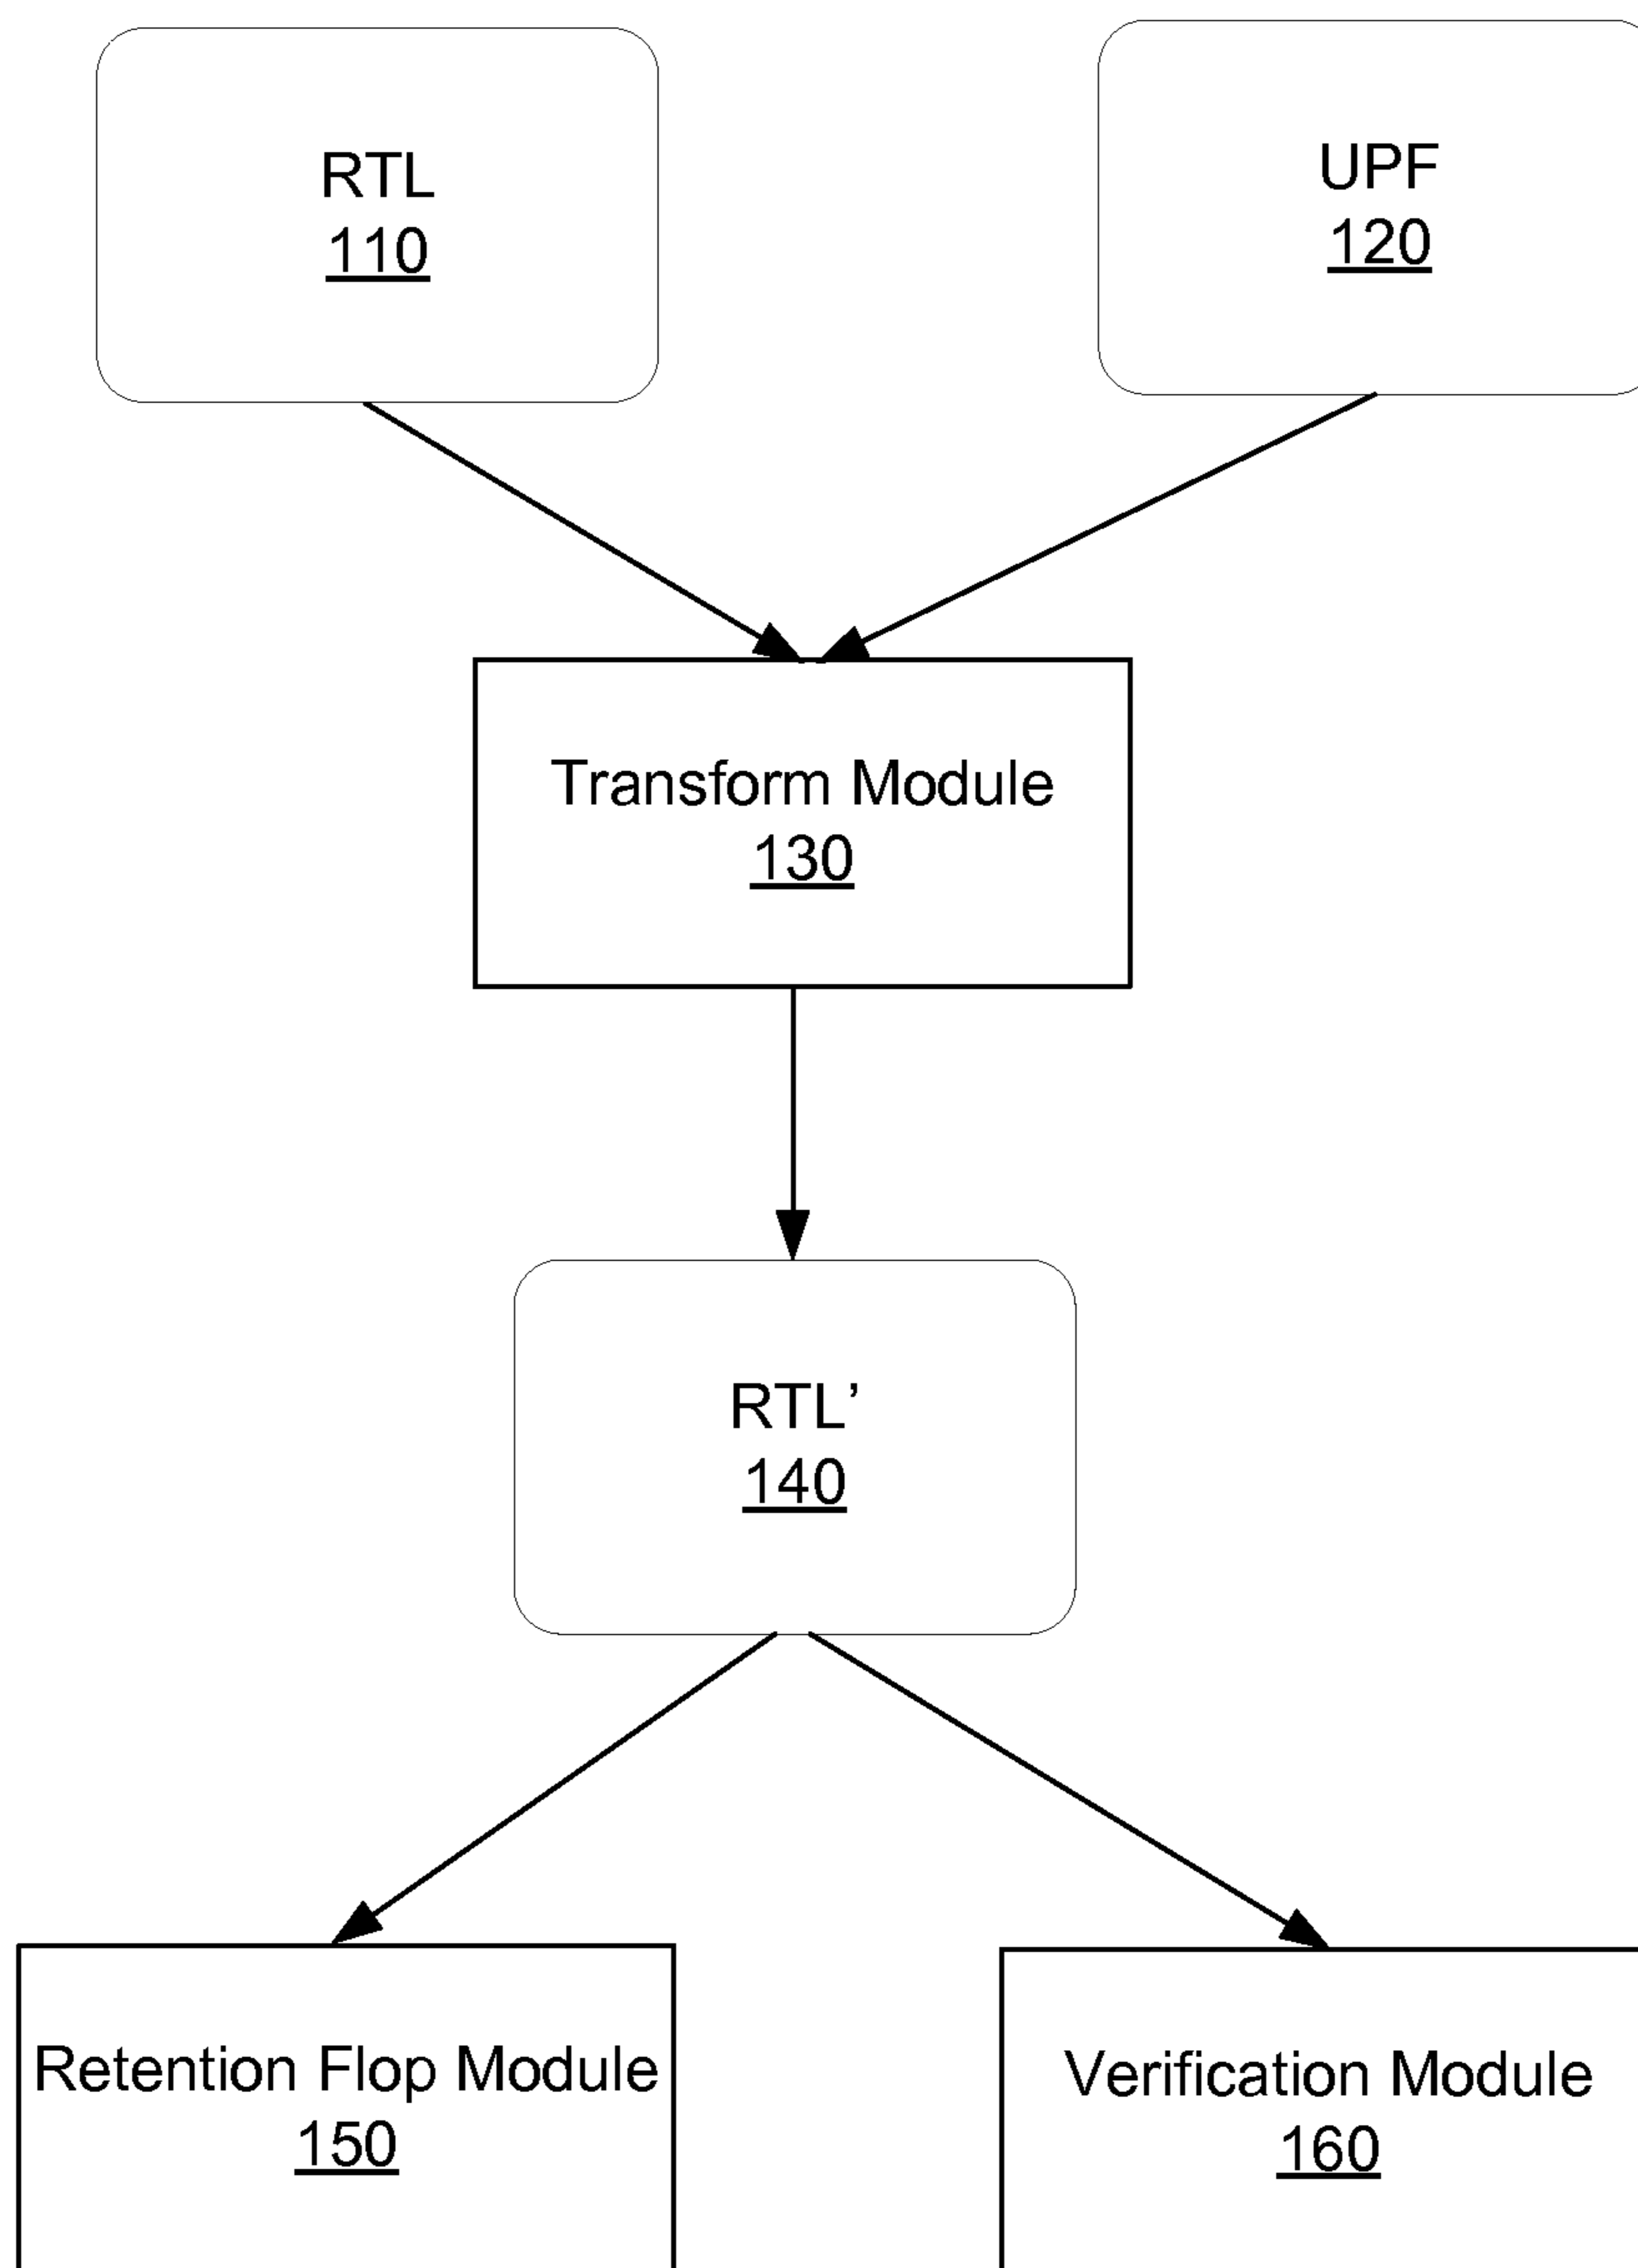 RTL
110
UPF
120
Transform Module
130
RTL’
140
Retention Flop Module
150
Verification Module
160